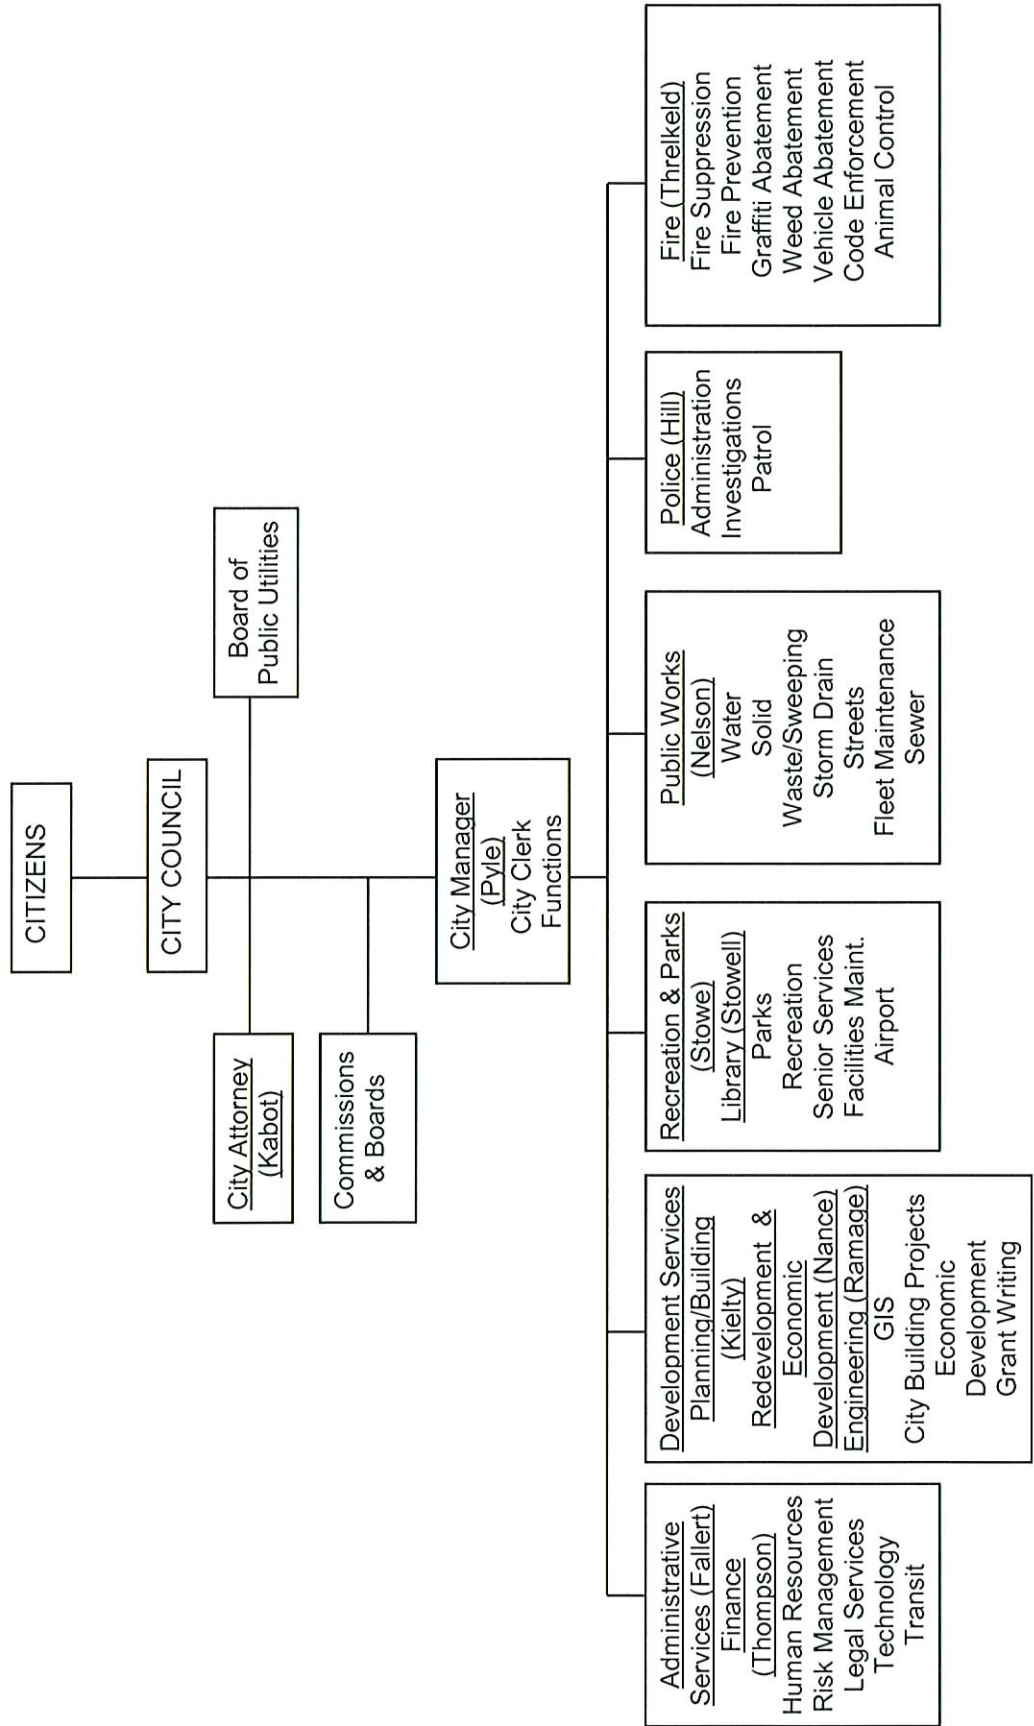 CITIZENS
CITY COUNCIL
City Attorney
(Kabot)
Board of
Public Utilities
Commissions
& Boards
City Manager
(Pyle)
City Clerk
Functions
Administrative
Services (Fallert)
Finance
(Thompson)
Human Resources
Risk Management
Legal Services
Technology
Transit
Development Services
Planning/Building
(Kielty)
Redevelopment &
Economic
Development (Nance)
Engineering (Ramage)
GIS
City Building Projects
Economic
Development
Grant Writing
Recreation & Parks
(Stowe)
Library (Stowell)
Parks
Recreation
Senior Services
Facilities Maint.
Airport
Public Works
(Nelson)
Water
Solid
Waste/Sweeping
Storm Drain
Streets
Fleet Maintenance
Sewer
Police (Hill)
Administration
Investigations
Patrol
Fire (Threlkeld)
Fire Suppression
Fire Prevention
Graffiti Abatement
Weed Abatement
Vehicle Abatement
Code Enforcement
Animal Control